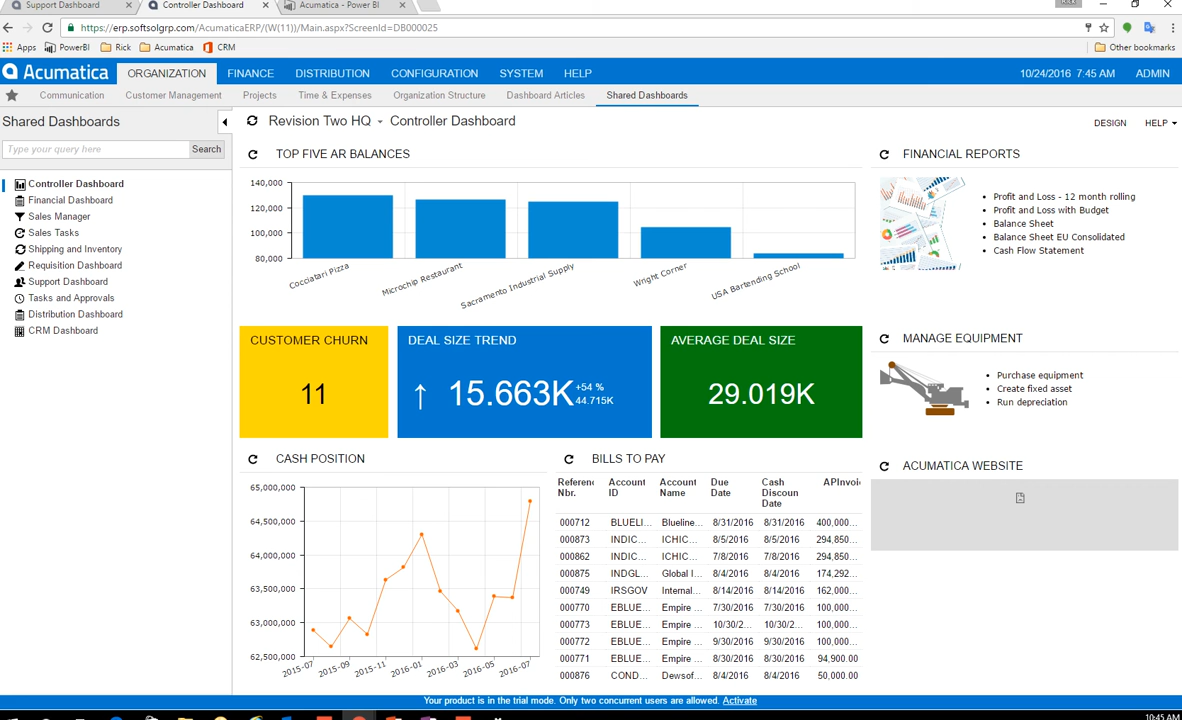 Support Dashboard
Controller Dashboard
Acumatica - Power BI
Rick
https://erp.softsolgrp.com/AcumaticaERP/(W(11))/Main.aspx?ScreenId=DB000025
Apps PowerBI Rick Acumatica CRM Other bookmarks
Acumatica ORGANIZATION FINANCE DISTRIBUTION CONFIGURATION SYSTEM HELP 10/24/2016 7:45 AM ADMIN
Communication Customer Management Projects Time & Expenses Organization Structure Dashboard Articles Shared Dashboards
Shared Dashboards
Type your query here Search
Controller Dashboard
Financial Dashboard
Sales Manager
Sales Tasks
Shipping and Inventory
Requisition Dashboard
Support Dashboard
Tasks and Approvals
Distribution Dashboard
CRM Dashboard
Revision Two HQ - Controller Dashboard
DESIGN HELP
TOP FIVE AR BALANCES
140,000
120,000
100,000
80,000
Cocciatari Pizza
Microchip Restaurant
Sacramento Industrial Supply
Wright Corner
USA Bartending School
CUSTOMER CHURN
11
DEAL SIZE TREND
↑ 15.663K +54 %
44.715K
AVERAGE DEAL SIZE
29.019K
CASH POSITION
65,000,000
64,500,000
64,000,000
63,500,000
63,000,000
62,500,000
2015-07 2015-09 2015-11 2016-01 2016-03 2016-05 2016-07
BILLS TO PAY
Referenc Account Account Due Cash APInvoi
Nbr. ID Name Date Discoun
Date
000712 BLUELI... Blueline... 8/31/2016 8/31/2016 400,000...
000873 INDIC... ICHIC... 8/5/2016 8/5/2016 294,850...
000862 INDIC... ICHIC... 7/8/2016 7/8/2016 294,850...
000875 INDGL... Global I... 8/4/2016 8/4/2016 174,292...
000749 IRSGOV Internal... 8/14/2016 8/14/2016 162,000...
000770 EBLUE... Empire ... 7/30/2016 7/30/2016 100,000...
000773 EBLUE... Empire ... 10/30/2... 10/30/2... 100,000...
000772 EBLUE... Empire ... 9/30/2016 9/30/2016 100,000...
000771 EBLUE... Empire ... 8/30/2016 8/30/2016 94,900.00
000876 COND... Dewsof... 8/4/2016 8/4/2016 50,000.00
FINANCIAL REPORTS
Profit and Loss - 12 month rolling
Profit and Loss with Budget
Balance Sheet
Balance Sheet EU Consolidated
Cash Flow Statement
MANAGE EQUIPMENT
Purchase equipment
Create fixed asset
Run depreciation
ACUMATICA WEBSITE
Your product is in the trial mode. Only two concurrent users are allowed. Activate
10:45 AM